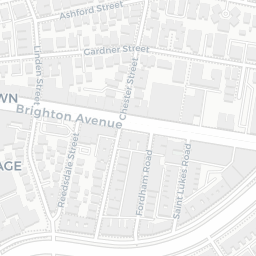 Ashford Street
Linden Street
Gardner Street
Chester Street
WN
Brighton Avenue
Reedsdale Street
AGE
Fordham Road
Saint Lukes Road